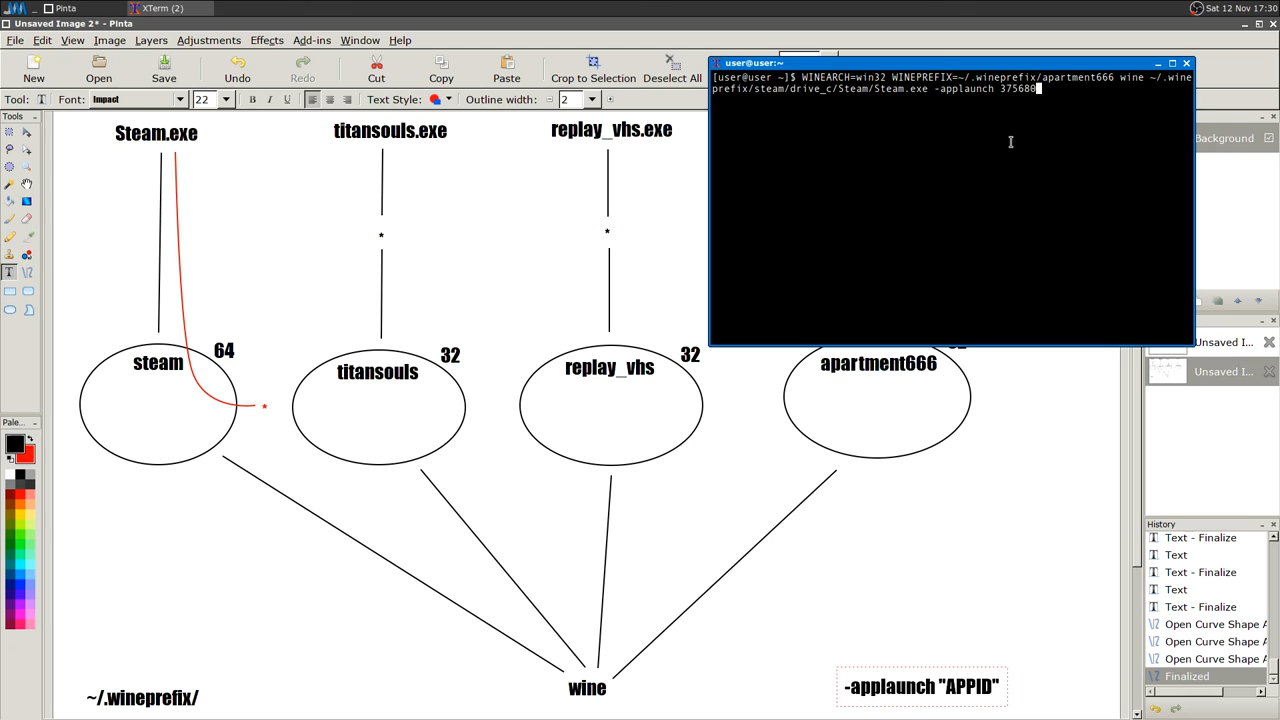 Pinta
XTerm (2)
Sat 12 Nov 17:30
Unsaved Image 2* - Pinta
File Edit View Image Layers Adjustments Effects Add-ins Window Help
New Open Save Undo Redo Cut Copy Paste Crop to Selection Deselect All
Tool: Font: Impact 22 Text Style: 2
Tools
user@user:~
[user@user ~]$ WINEARCH=win32 WINEPREFIX=~/.wineprefix/apartment666 wine ~/.wine
prefix/steam/drive_c/Steam/Steam.exe -applaunch 375680
Background
Steam.exe
titansouls.exe
replay_vhs.exe
*
*
64
32
32
steam
titansouls
replay_vhs
apartment666
*
Unsaved I...
Unsaved I...
Pale...
History
Text - Finalize
Text
Text - Finalize
Text
Text - Finalize
Open Curve Shape A
Open Curve Shape A
Open Curve Shape A
Finalized
wine
~/.wineprefix/
-applaunch "APPID"